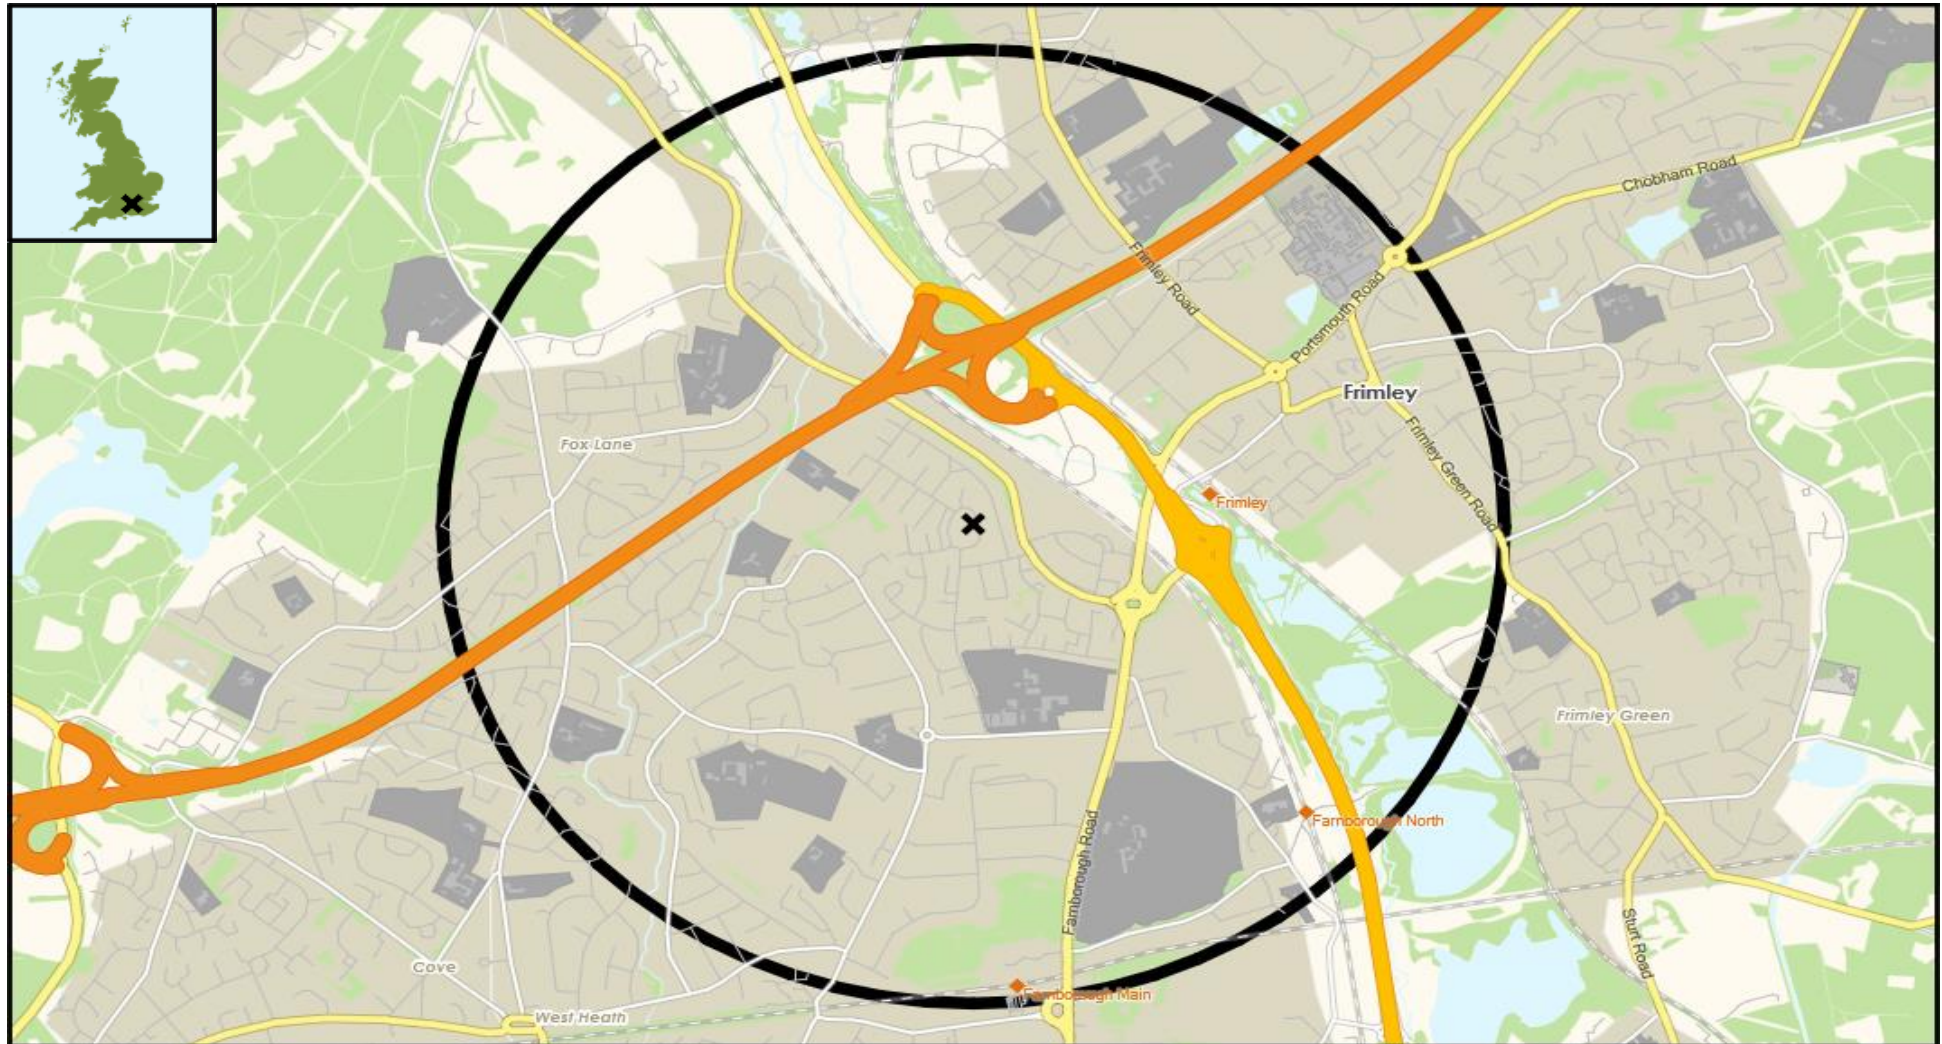 Chobham Road
Frimley Road
Portsmouth Road
Frimley
Frimley Green Road
Fox Lane
Frimley
Frimley Green
Farnborough North
Farnborough Road
Sturt Road
Cove
Farnborough Main
West Heath